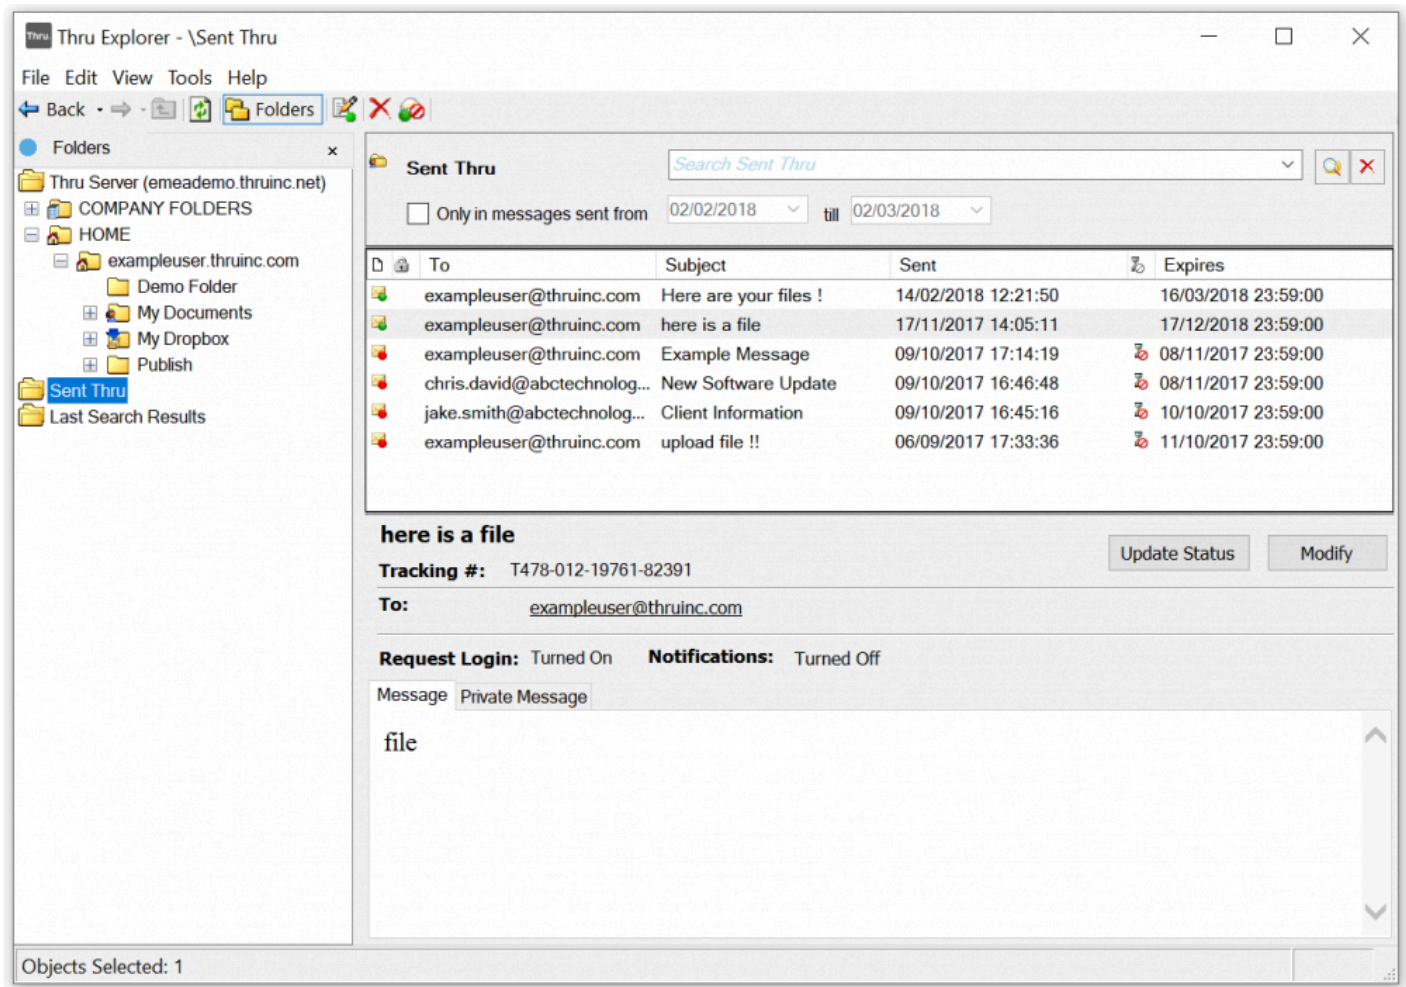 Thru Thru Explorer - \Sent Thru
File Edit View Tools Help
Back Folders
Folders x
Thru Server (emeademo.thruinc.net)
COMPANY FOLDERS
HOME
exampleuser.thruinc.com
Demo Folder
My Documents
My Dropbox
Publish
Sent Thru
Last Search Results
Sent Thru Search Sent Thru
Only in messages sent from 02/02/2018 till 02/03/2018
To Subject Sent Expires
exampleuser@thruinc.com Here are your files ! 14/02/2018 12:21:50 16/03/2018 23:59:00
exampleuser@thruinc.com here is a file 17/11/2017 14:05:11 17/12/2018 23:59:00
exampleuser@thruinc.com Example Message 09/10/2017 17:14:19 08/11/2017 23:59:00
chris.david@abctechnolog... New Software Update 09/10/2017 16:46:48 08/11/2017 23:59:00
jake.smith@abctechnolog... Client Information 09/10/2017 16:45:16 10/10/2017 23:59:00
exampleuser@thruinc.com upload file !! 06/09/2017 17:33:36 11/10/2017 23:59:00
here is a file
Update Status Modify
Tracking #: T478-012-19761-82391
To: exampleuser@thruinc.com
Request Login: Turned On Notifications: Turned Off
Message Private Message
file
Objects Selected: 1